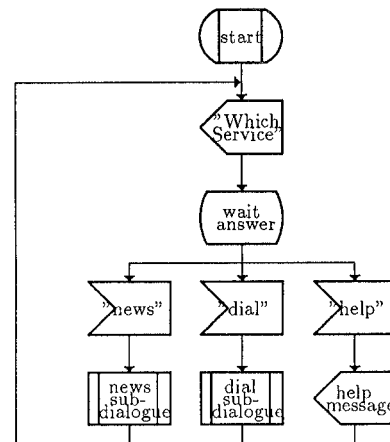 start
"Which
Service"
wait
answer
"news"
"dial"
"help"
news
sub-
dialogue
dial
sub-
dialogue
help
message